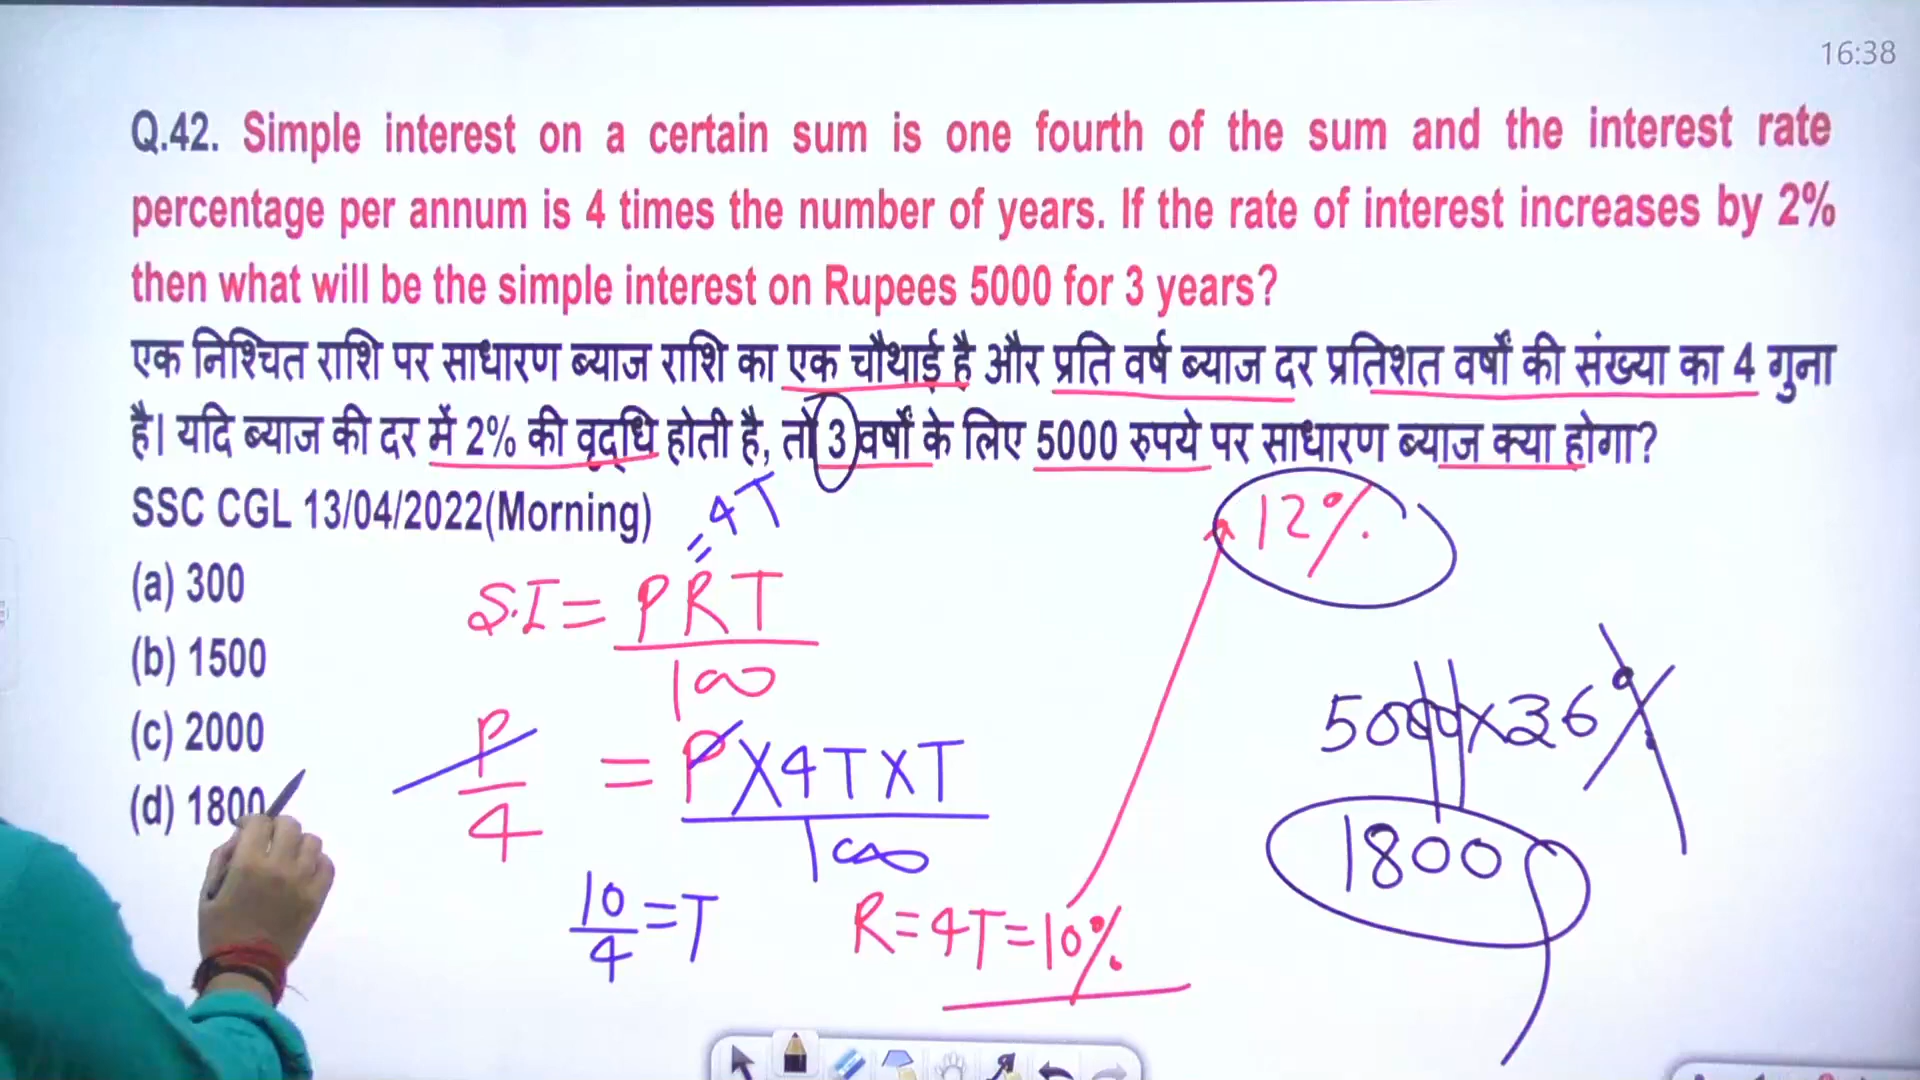 16:38
Q.42. Simple interest on a certain sum is one fourth of the sum and the interest rate
percentage per annum is 4 times the number of years. If the rate of interest increases by 2%
then what will be the simple interest on Rupees 5000 for 3 years?
एक निश्चित राशि पर साधारण ब्याज राशि का एक चौथाई है और प्रति वर्ष ब्याज दर प्रतिशत वर्षों की संख्या का 4 गुना
है। यदि ब्याज की दर में 2% की वृद्धि होती है, तो 3 वर्षों के लिए 5000 रुपये पर साधारण ब्याज क्या होगा?
SSC CGL 13/04/2022(Morning)
(a) 300
(b) 1500
(c) 2000
(d) 1800
= 4T
S.I = PRT
100
P
4
= P X 4T X T
100
10
4
= T
R = 4T = 10%
12%
5000 x 36%
1800